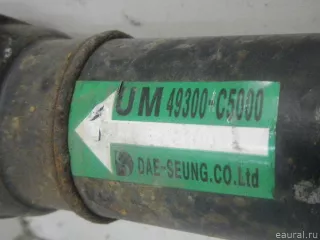 UM 49300-C5000
DAE-SEUNG.CO.Ltd
eaural.ru